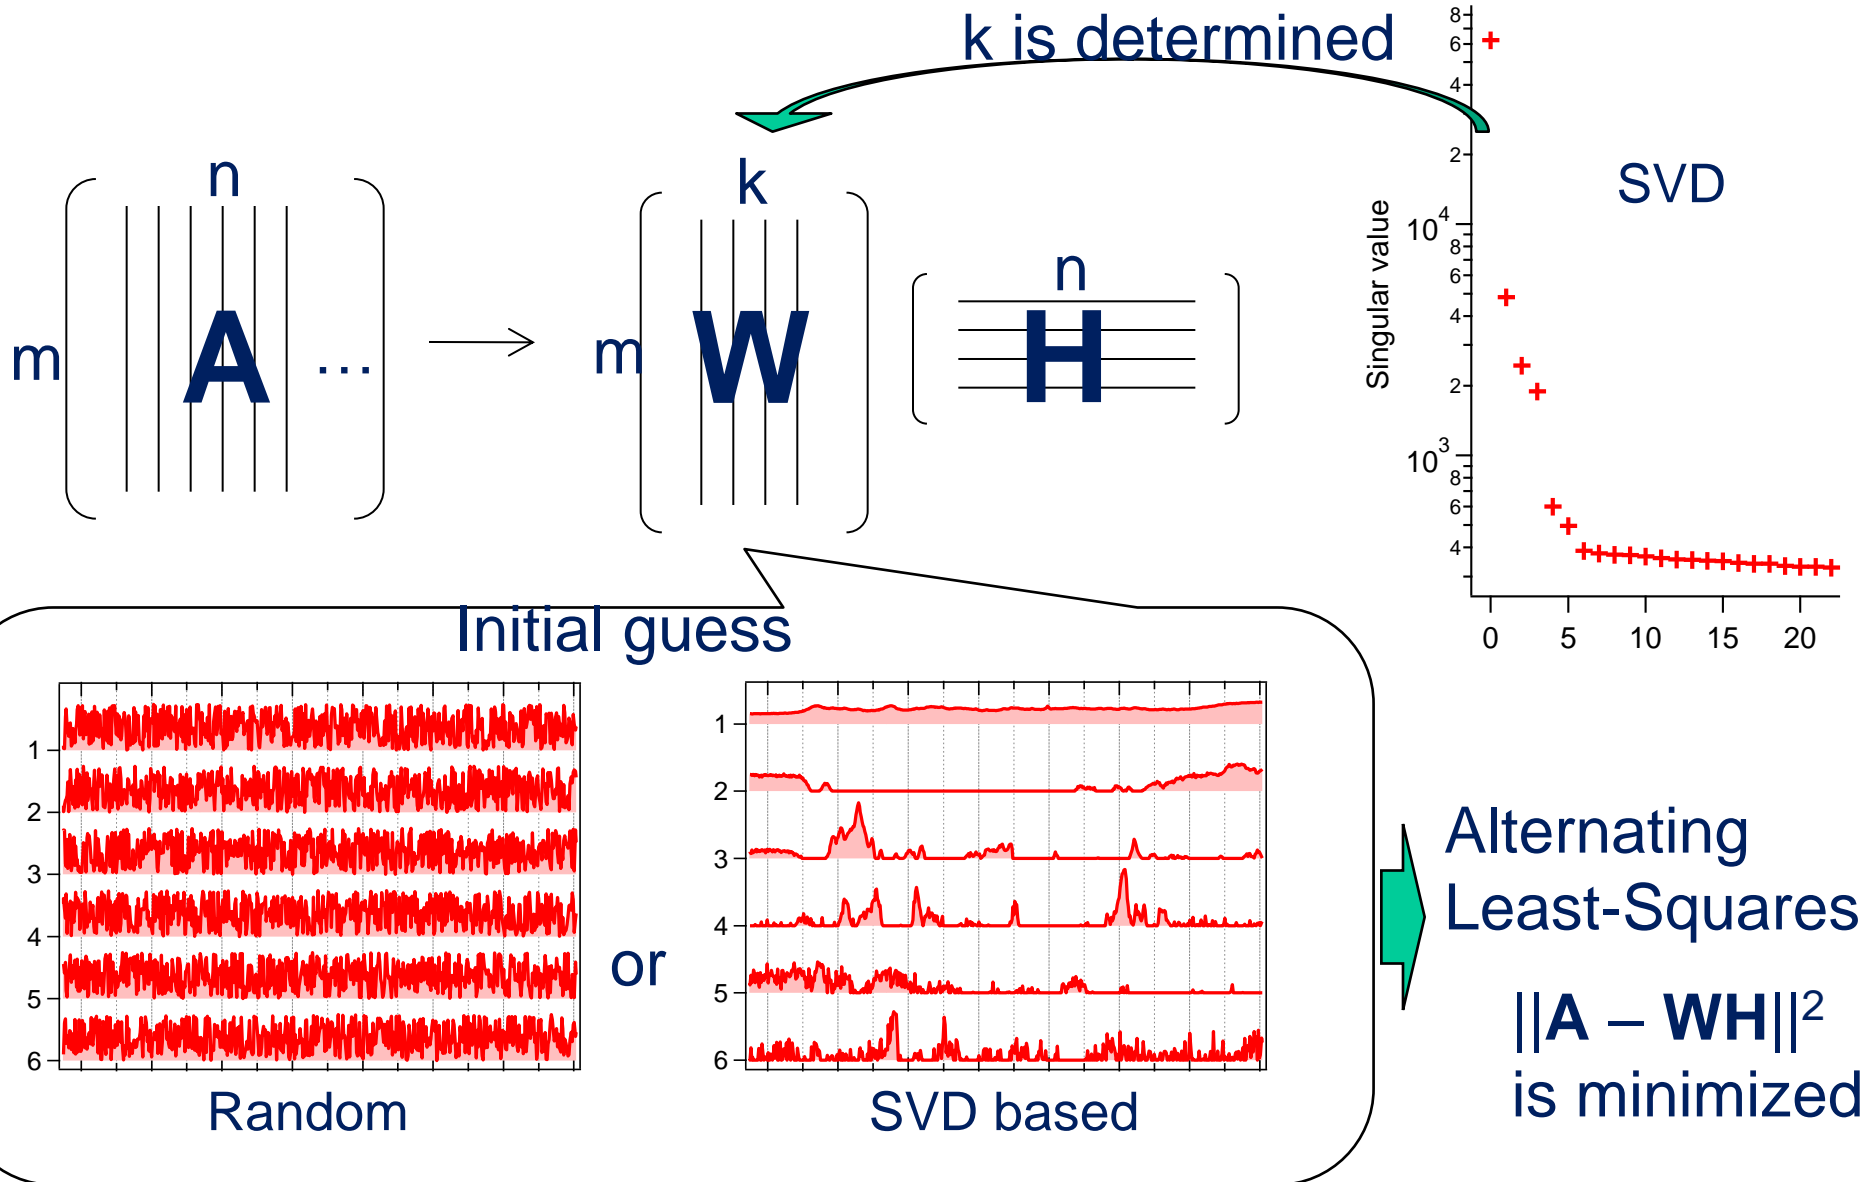 k is determined
n
m
A
...
k
m
W
n
H
SVD
Singular value
8
6
4
2
10^4
8
6
4
2
10^3
8
6
4
0 5 10 15 20
Initial guess
1
2
3
4
5
6
Random
or
1
2
3
4
5
6
SVD based
Alternating
Least-Squares
||A – WH||²
is minimized